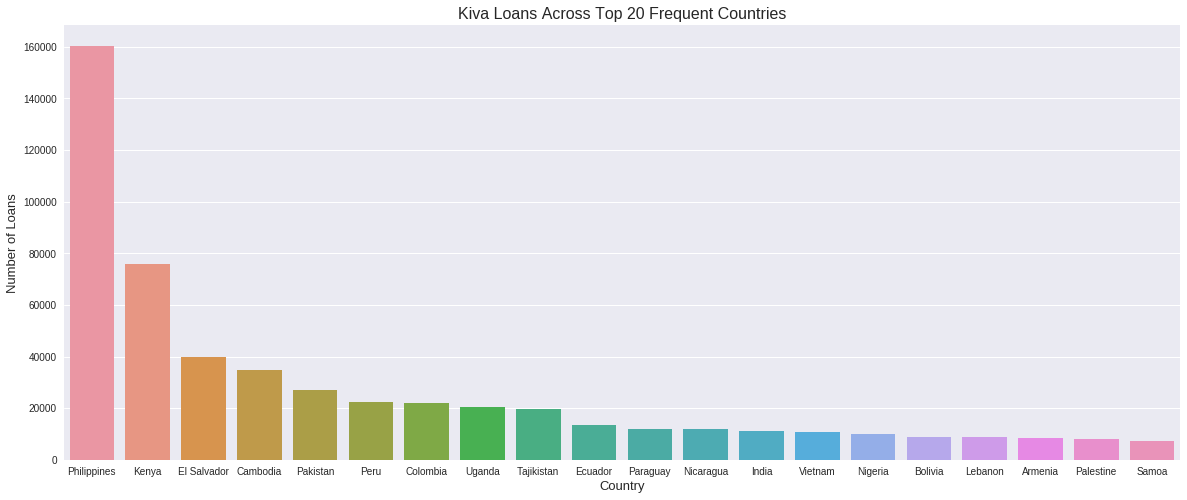 Kiva Loans Across Top 20 Frequent Countries
Number of Loans
160000
140000
120000
100000
80000
60000
40000
20000
0
Philippines Kenya El Salvador Cambodia Pakistan Peru Colombia Uganda Tajikistan Ecuador Paraguay Nicaragua India Vietnam Nigeria Bolivia Lebanon Armenia Palestine Samoa
Country